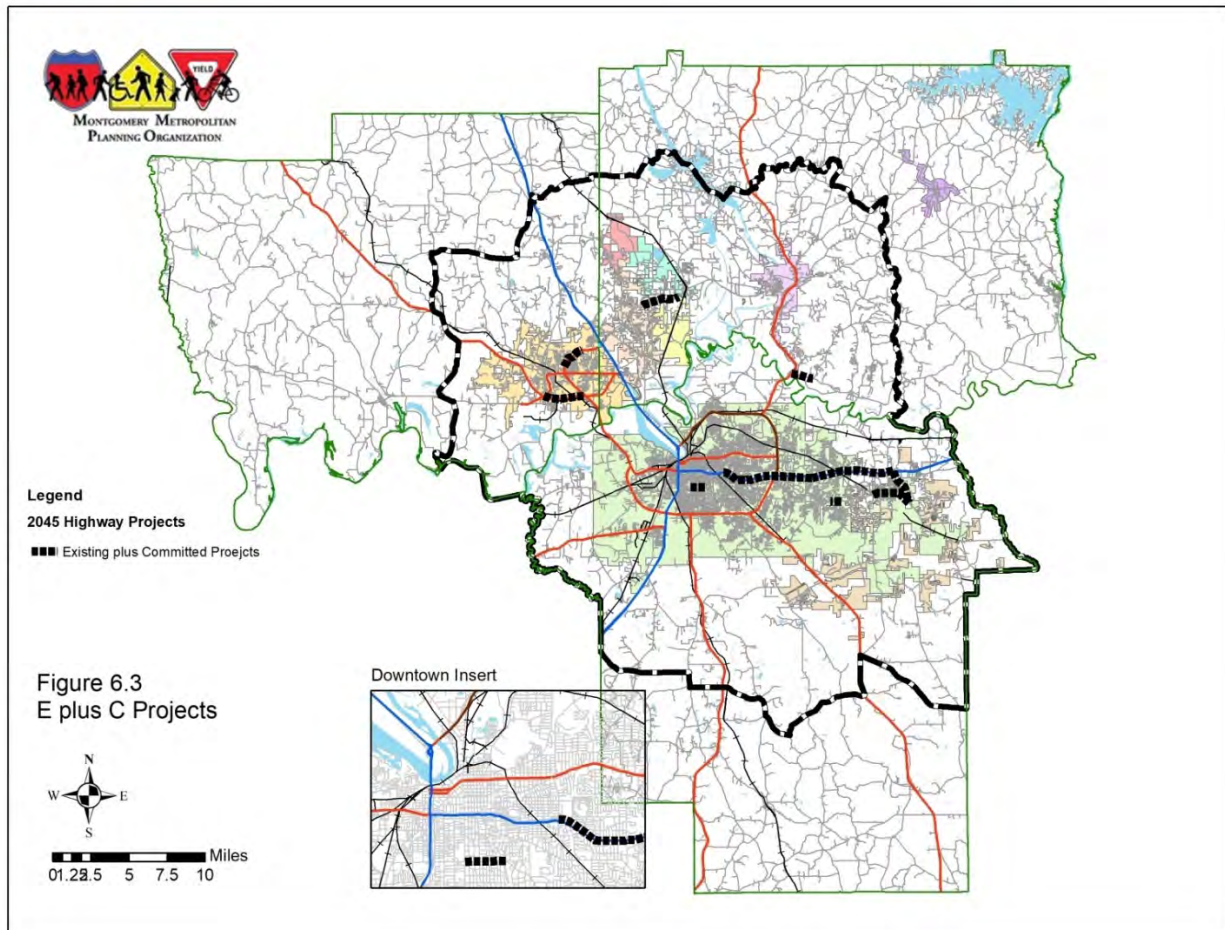 YIELD
MONTGOMERY METROPOLITAN
PLANNING ORGANIZATION
Legend
2045 Highway Projects
Existing plus Committed Proejcts
Figure 6.3
E plus C Projects
N
W E
S
Miles
01.252.5 5 7.5 10
Downtown Insert